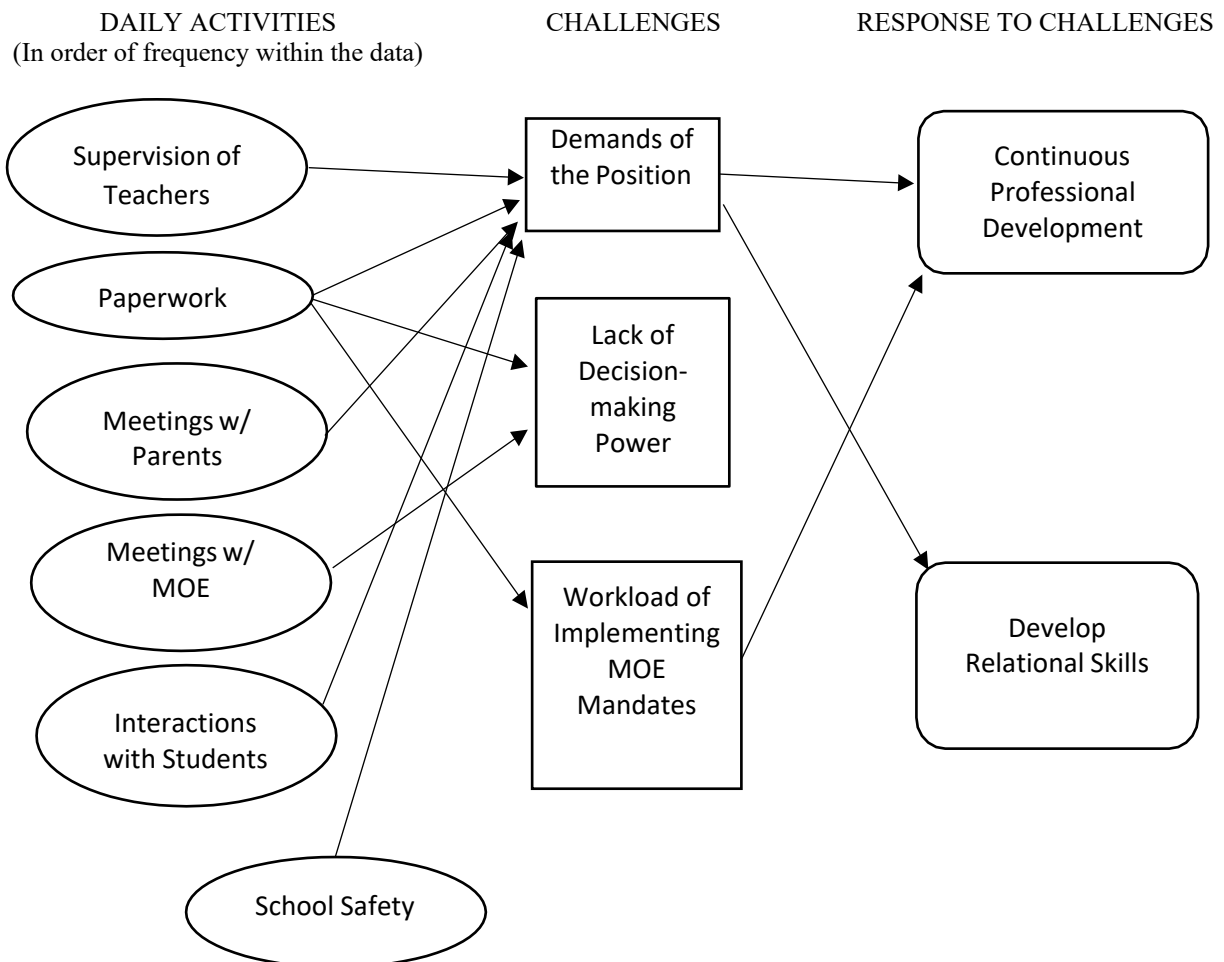 DAILY ACTIVITIES
(In order of frequency within the data)
CHALLENGES
RESPONSE TO CHALLENGES
Supervision of
Teachers
Paperwork
Meetings w/
Parents
Meetings w/
MOE
Interactions
with Students
School Safety
Demands of
the Position
Lack of
Decision-
making
Power
Workload of
Implementing
MOE
Mandates
Continuous
Professional
Development
Develop
Relational Skills